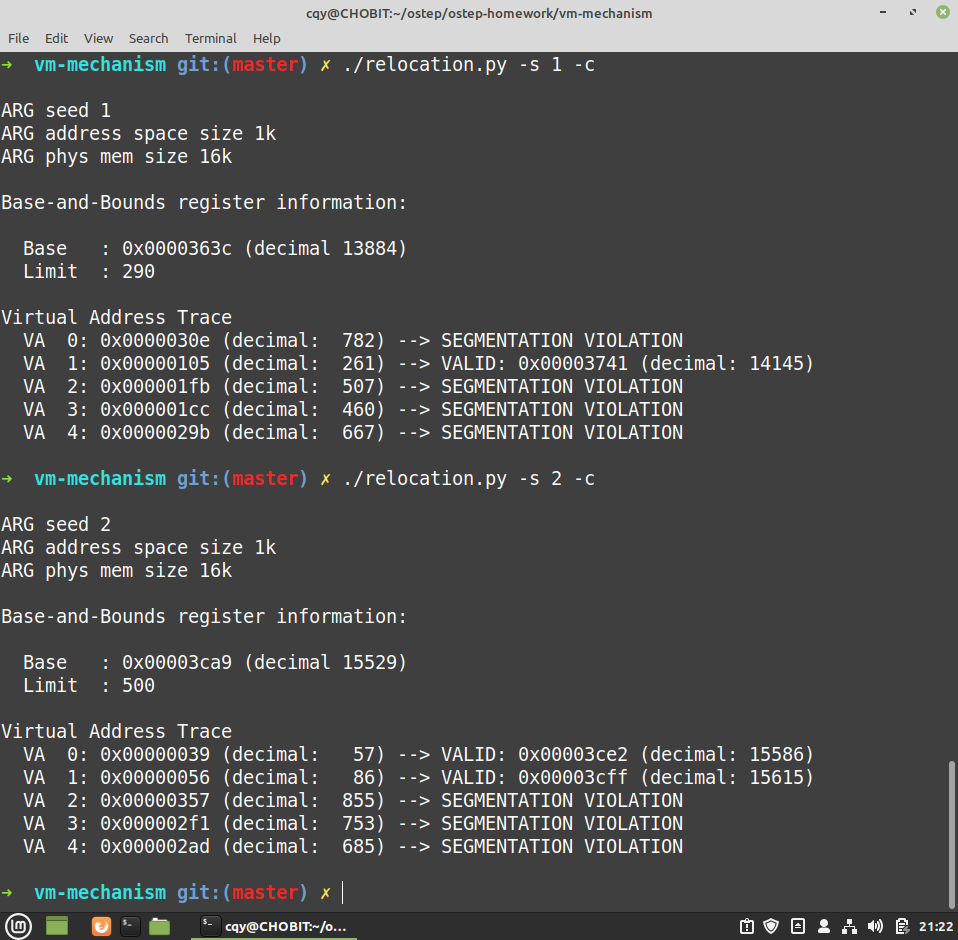 cqy@CHOBIT:~/ostep/ostep-homework/vm-mechanism
File Edit View Search Terminal Help
➜  vm-mechanism git:(master) ✗ ./relocation.py -s 1 -c

ARG seed 1
ARG address space size 1k
ARG phys mem size 16k

Base-and-Bounds register information:

  Base   : 0x0000363c (decimal 13884)
  Limit  : 290

Virtual Address Trace
  VA  0: 0x0000030e (decimal:  782) --> SEGMENTATION VIOLATION
  VA  1: 0x00000105 (decimal:  261) --> VALID: 0x00003741 (decimal: 14145)
  VA  2: 0x000001fb (decimal:  507) --> SEGMENTATION VIOLATION
  VA  3: 0x000001cc (decimal:  460) --> SEGMENTATION VIOLATION
  VA  4: 0x0000029b (decimal:  667) --> SEGMENTATION VIOLATION

➜  vm-mechanism git:(master) ✗ ./relocation.py -s 2 -c

ARG seed 2
ARG address space size 1k
ARG phys mem size 16k

Base-and-Bounds register information:

  Base   : 0x00003ca9 (decimal 15529)
  Limit  : 500

Virtual Address Trace
  VA  0: 0x00000039 (decimal:   57) --> VALID: 0x00003ce2 (decimal: 15586)
  VA  1: 0x00000056 (decimal:   86) --> VALID: 0x00003cff (decimal: 15615)
  VA  2: 0x00000357 (decimal:  855) --> SEGMENTATION VIOLATION
  VA  3: 0x000002f1 (decimal:  753) --> SEGMENTATION VIOLATION
  VA  4: 0x000002ad (decimal:  685) --> SEGMENTATION VIOLATION

➜  vm-mechanism git:(master) ✗
cqy@CHOBIT:~/o... 21:22